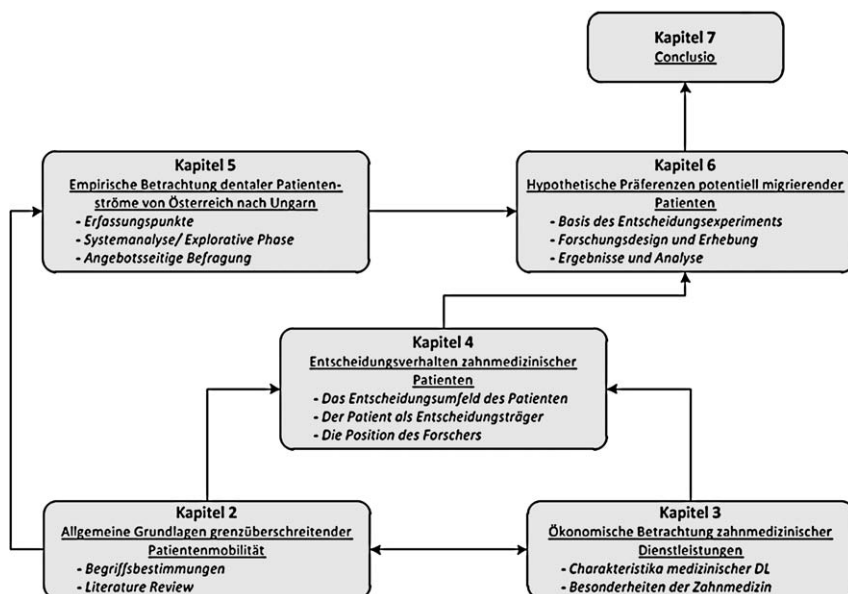 Kapitel 7
Conclusio
Kapitel 5
Empirische Betrachtung dentaler Patienten-
ströme von Österreich nach Ungarn
- Erfassungspunkte
- Systemanalyse/ Explorative Phase
- Angebotsseitige Befragung
Kapitel 6
Hypothetische Präferenzen potentiell migrierender
Patienten
- Basis des Entscheidungsexperiments
- Forschungsdesign und Erhebung
- Ergebnisse und Analyse
Kapitel 4
Entscheidungsverhalten zahnmedizinischer
Patienten
- Das Entscheidungsumfeld des Patienten
- Der Patient als Entscheidungsträger
- Die Position des Forschers
Kapitel 2
Allgemeine Grundlagen grenzüberschreitender
Patientenmobilität
- Begriffsbestimmungen
- Literature Review
Kapitel 3
Ökonomische Betrachtung zahnmedizinischer
Dienstleistungen
- Charakteristika medizinischer DL
- Besonderheiten der Zahnmedizin